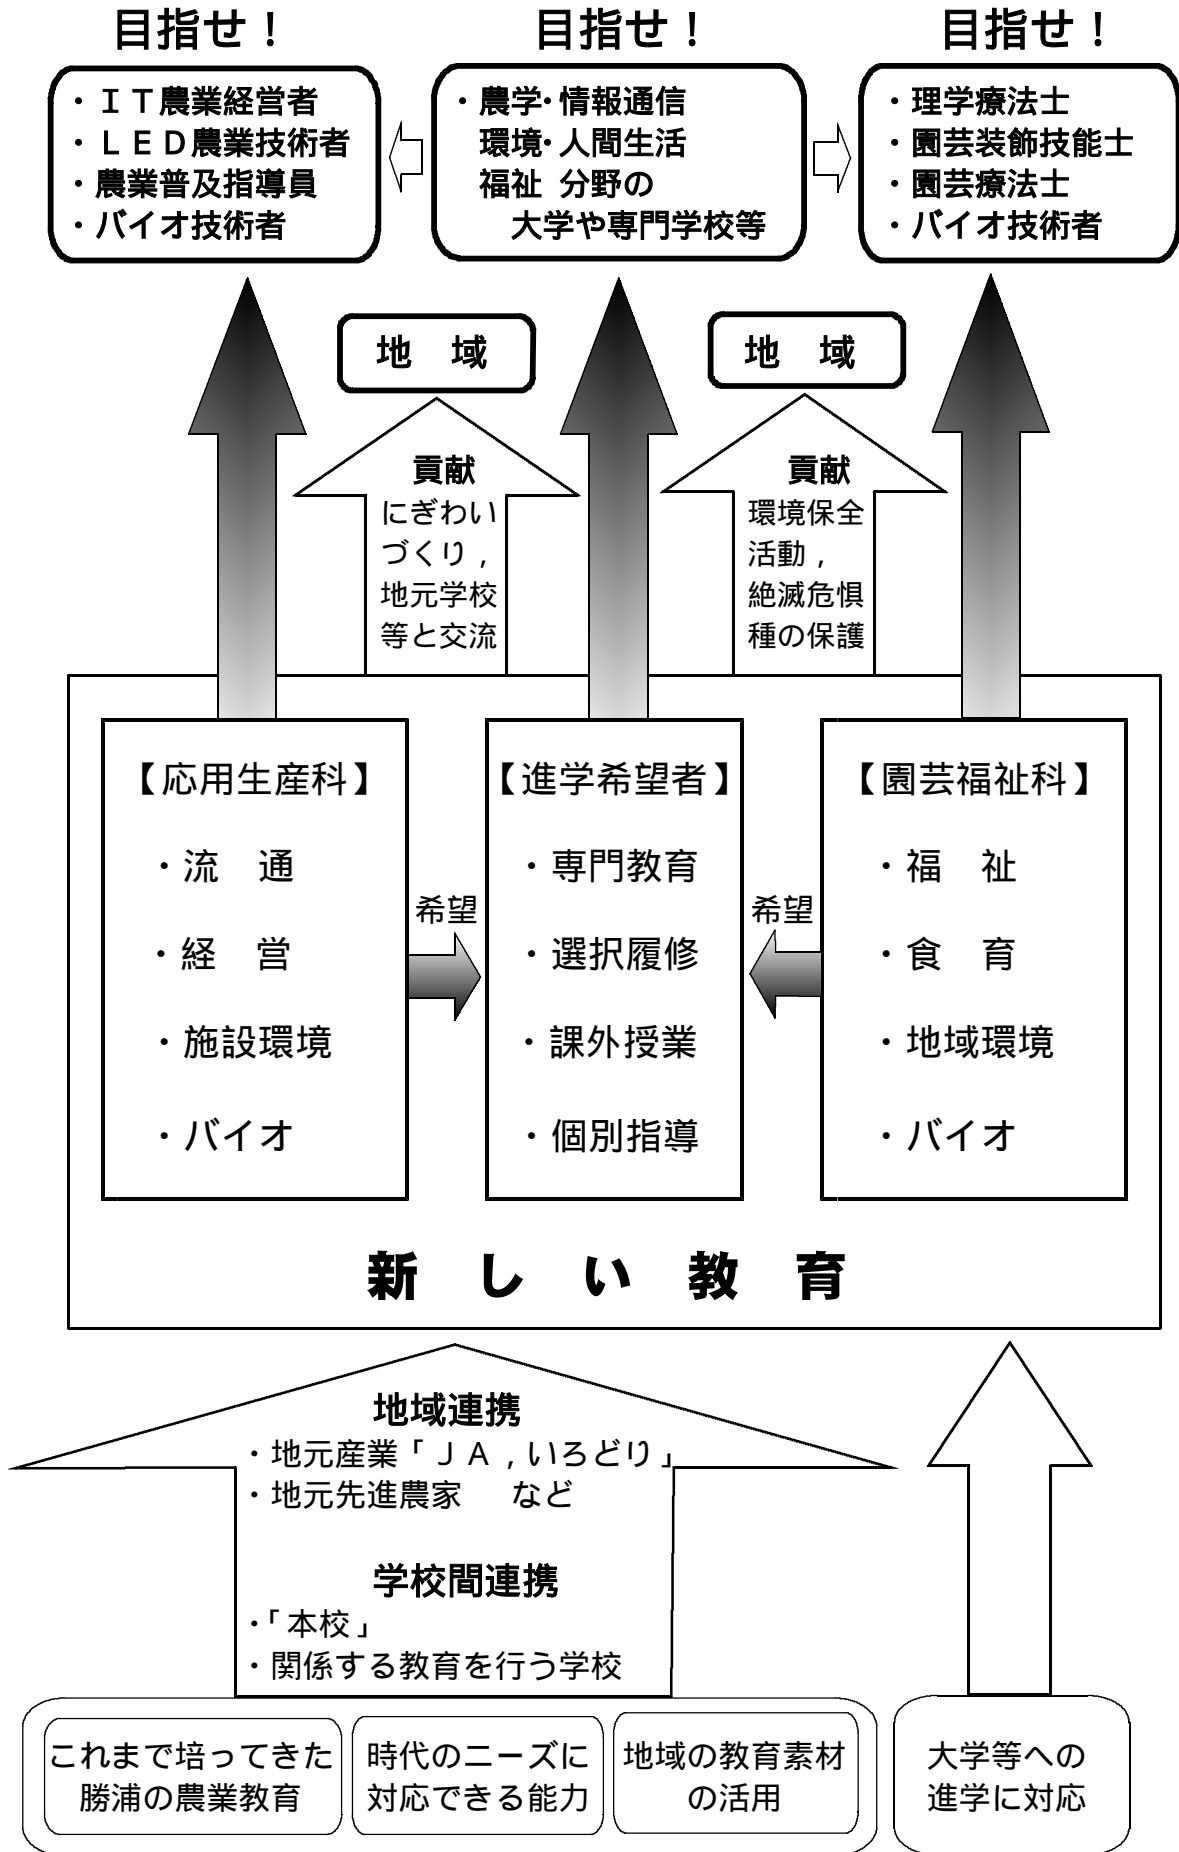 目指せ！
目指せ！
目指せ！
・ＩＴ農業経営者
・ＬＥＤ農業技術者
・農業普及指導員
・バイオ技術者
・農学・情報通信
環境・人間生活
福祉 分野の
大学や専門学校等
・理学療法士
・園芸装飾技能士
・園芸療法士
・バイオ技術者
地　域
地　域
貢献
にぎわい
づくり，
地元学校
等と交流
貢献
環境保全
活動，
絶滅危惧
種の保護
【応用生産科】
・流　通
・経　営
・施設環境
・バイオ
希望
【進学希望者】
・専門教育
・選択履修
・課外授業
・個別指導
希望
【園芸福祉科】
・福　祉
・食　育
・地域環境
・バイオ
新　し　い　教　育
地域連携
・地元産業「ＪＡ，いろどり」
・地元先進農家　など
学校間連携
・「本校」
・関係する教育を行う学校
これまで培ってきた
勝浦の農業教育
時代のニーズに
対応できる能力
地域の教育素材
の活用
大学等への
進学に対応